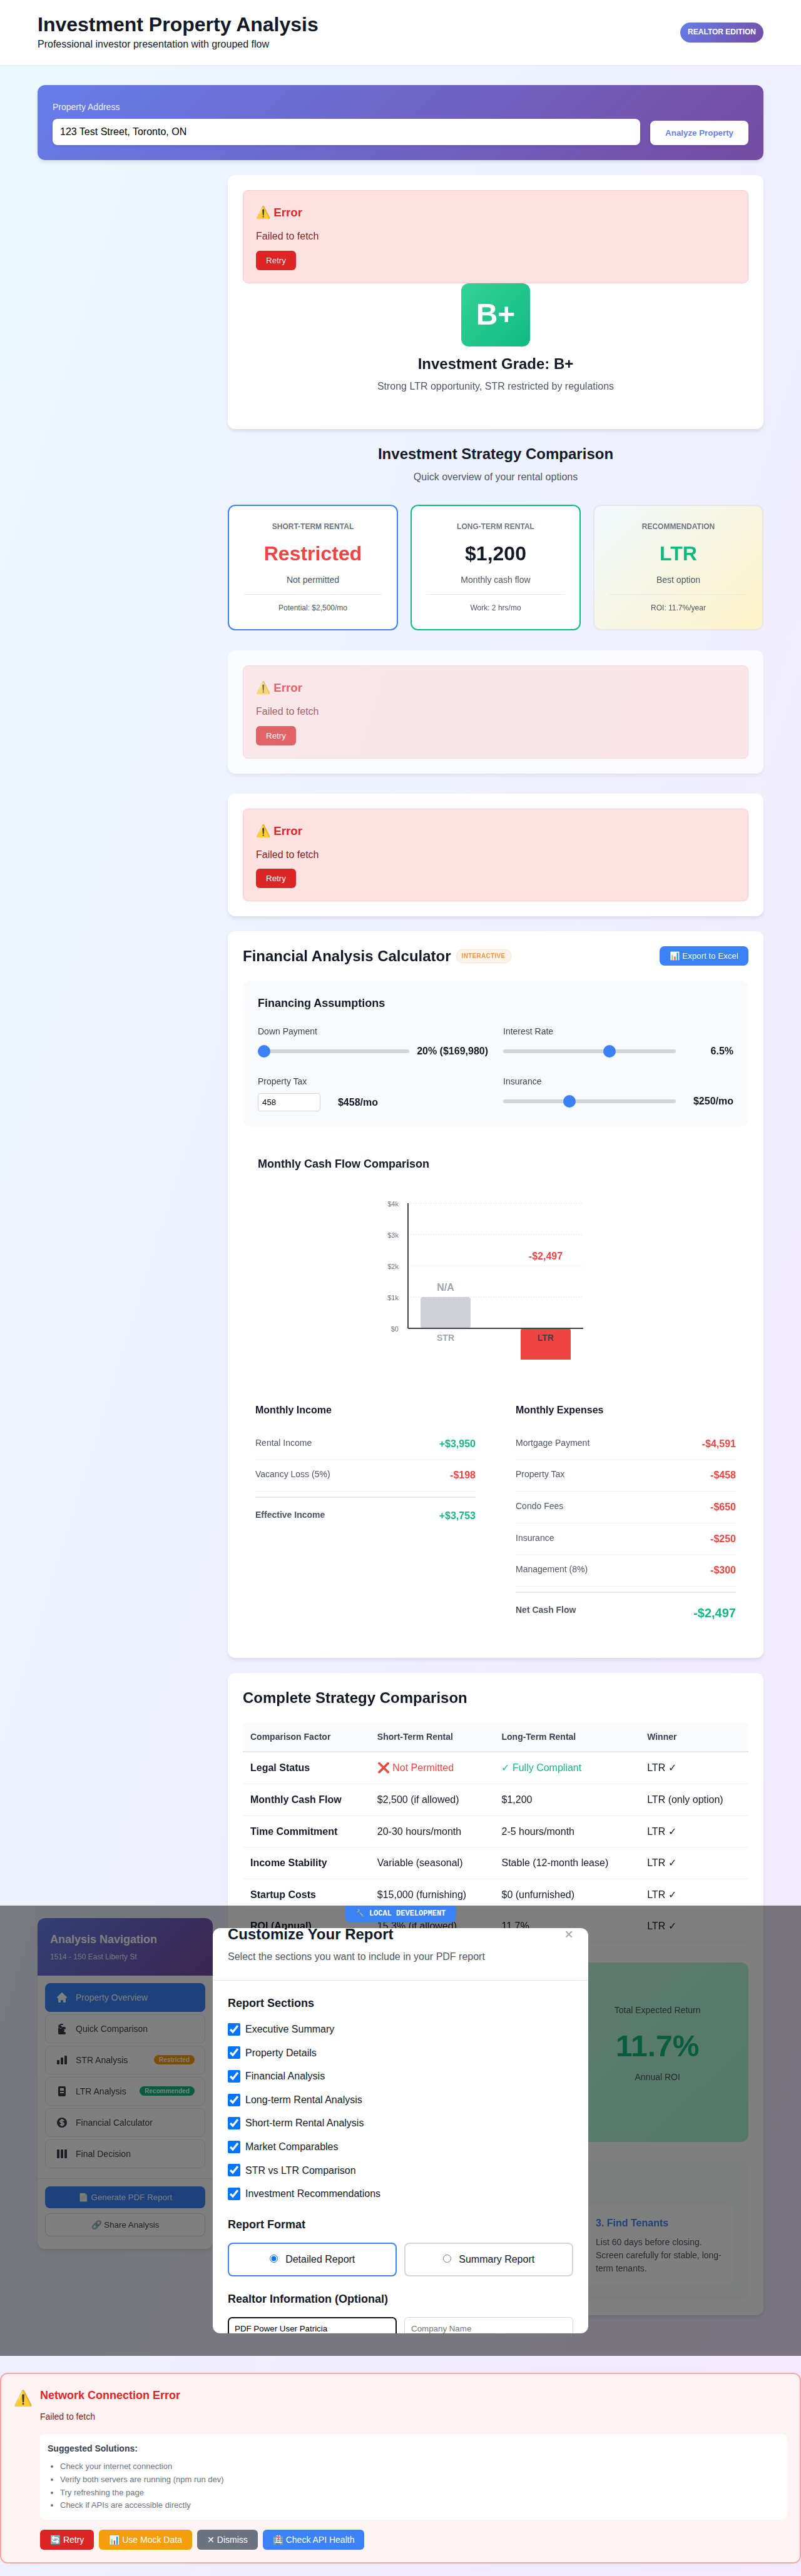 Investment Property Analysis
Professional investor presentation with grouped flow
REALTOR EDITION
Property Address
123 Test Street, Toronto, ON
Analyze Property
⚠️ Error
Failed to fetch
Retry
B+
Investment Grade: B+
Strong LTR opportunity, STR restricted by regulations
Investment Strategy Comparison
Quick overview of your rental options
SHORT-TERM RENTAL
Restricted
Not permitted
Potential: $2,500/mo
LONG-TERM RENTAL
$1,200
Monthly cash flow
Work: 2 hrs/mo
RECOMMENDATION
LTR
Best option
ROI: 11.7%/year
⚠️ Error
Failed to fetch
Retry
⚠️ Error
Failed to fetch
Retry
Financial Analysis Calculator INTERACTIVE
📊 Export to Excel
Financing Assumptions
Down Payment
20% ($169,980)
Interest Rate
6.5%
Property Tax
458
$458/mo
Insurance
$250/mo
Monthly Cash Flow Comparison
$4k
$3k
$2k
$1k
$0
N/A
STR
-$2,497
LTR
Monthly Income
Rental Income +$3,950
Vacancy Loss (5%) -$198
Effective Income +$3,753
Monthly Expenses
Mortgage Payment -$4,591
Property Tax -$458
Condo Fees -$650
Insurance -$250
Management (8%) -$300
Net Cash Flow -$2,497
Complete Strategy Comparison
Comparison Factor Short-Term Rental Long-Term Rental Winner
Legal Status ❌ Not Permitted ✓ Fully Compliant LTR ✓
Monthly Cash Flow $2,500 (if allowed) $1,200 LTR (only option)
Time Commitment 20-30 hours/month 2-5 hours/month LTR ✓
Income Stability Variable (seasonal) Stable (12-month lease) LTR ✓
Startup Costs $15,000 (furnishing) $0 (unfurnished) LTR ✓
ROI (Annual) 15.3% (if allowed) 11.7% LTR ✓
🔧 LOCAL DEVELOPMENT
Analysis Navigation
1514 - 150 East Liberty St
Property Overview
Quick Comparison
STR Analysis Restricted
LTR Analysis Recommended
Financial Calculator
Final Decision
📄 Generate PDF Report
🔗 Share Analysis
Customize Your Report
×
Select the sections you want to include in your PDF report
Report Sections
Executive Summary
Property Details
Financial Analysis
Long-term Rental Analysis
Short-term Rental Analysis
Market Comparables
STR vs LTR Comparison
Investment Recommendations
Report Format
Detailed Report
Summary Report
Realtor Information (Optional)
PDF Power User Patricia
Company Name
Total Expected Return
11.7%
Annual ROI
3. Find Tenants
List 60 days before closing.
Screen carefully for stable, long-
term tenants.
⚠️ Network Connection Error
Failed to fetch
Suggested Solutions:
• Check your internet connection
• Verify both servers are running (npm run dev)
• Try refreshing the page
• Check if APIs are accessible directly
🔄 Retry
📊 Use Mock Data
✕ Dismiss
🏥 Check API Health